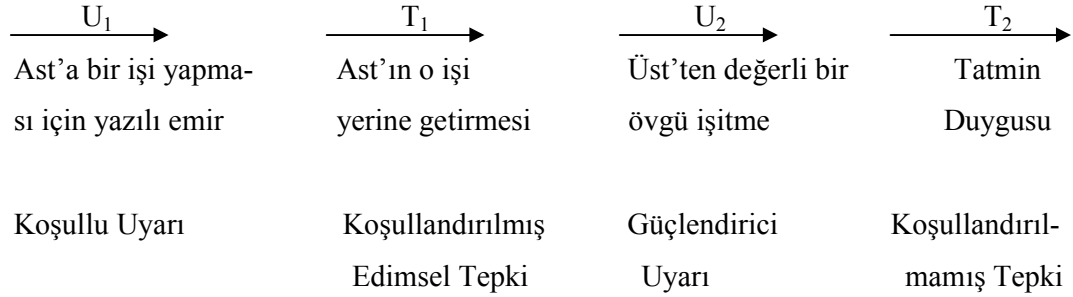 U₁ T₁ U₂ T₂
Ast'a bir işi yapma- Ast'ın o işi Üst'ten değerli bir Tatmin
sı için yazılı emir yerine getirmesi övgü işitme Duygusu
Koşullu Uyarı Koşullandırılmış Güçlendirici Koşullandırıl-
Edimsel Tepki Uyarı mamış Tepki